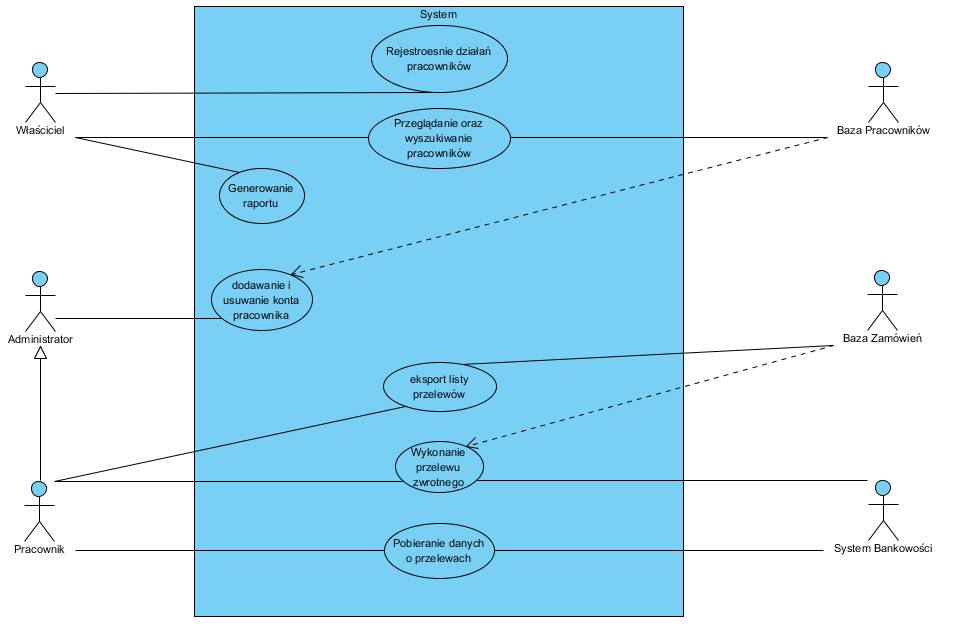 System
Rejestroesnie działań
pracowników
Właściciel
Przeglądanie oraz
wyszukiwanie
pracowników
Baza Pracowników
Generowanie
raportu
dodawanie i
usuwanie konta
pracownika
Administrator
Baza Zamówień
eksport listy
przelewów
Wykonanie
przelewu
zwrotnego
Pracownik
Pobieranie danych
o przelewach
System Bankowości